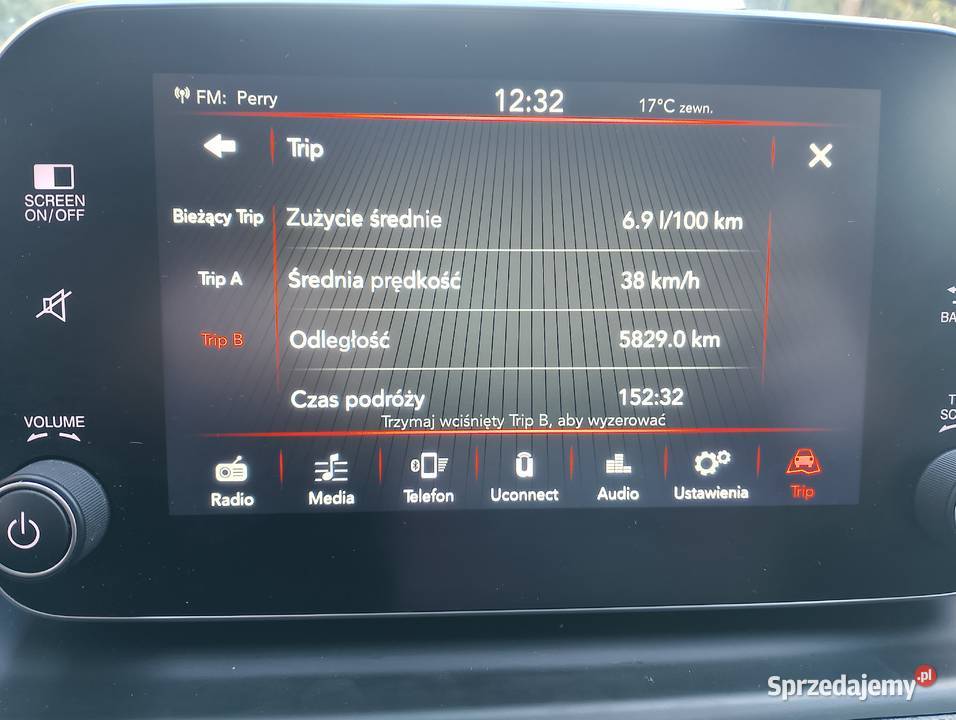 FM: Perry 12:32 17°C zewn.
Trip
SCREEN
ON/OFF
Bieżący Trip Zużycie średnie 6.9 l/100 km
Trip A Średnia prędkość 38 km/h
Trip B Odległość 5829.0 km
Czas podróży 152:32
Trzymaj wciśnięty Trip B, aby wyzerować
VOLUME
Radio Media Telefon Uconnect Audio Ustawienia Trip
Sprzedajemy.pl